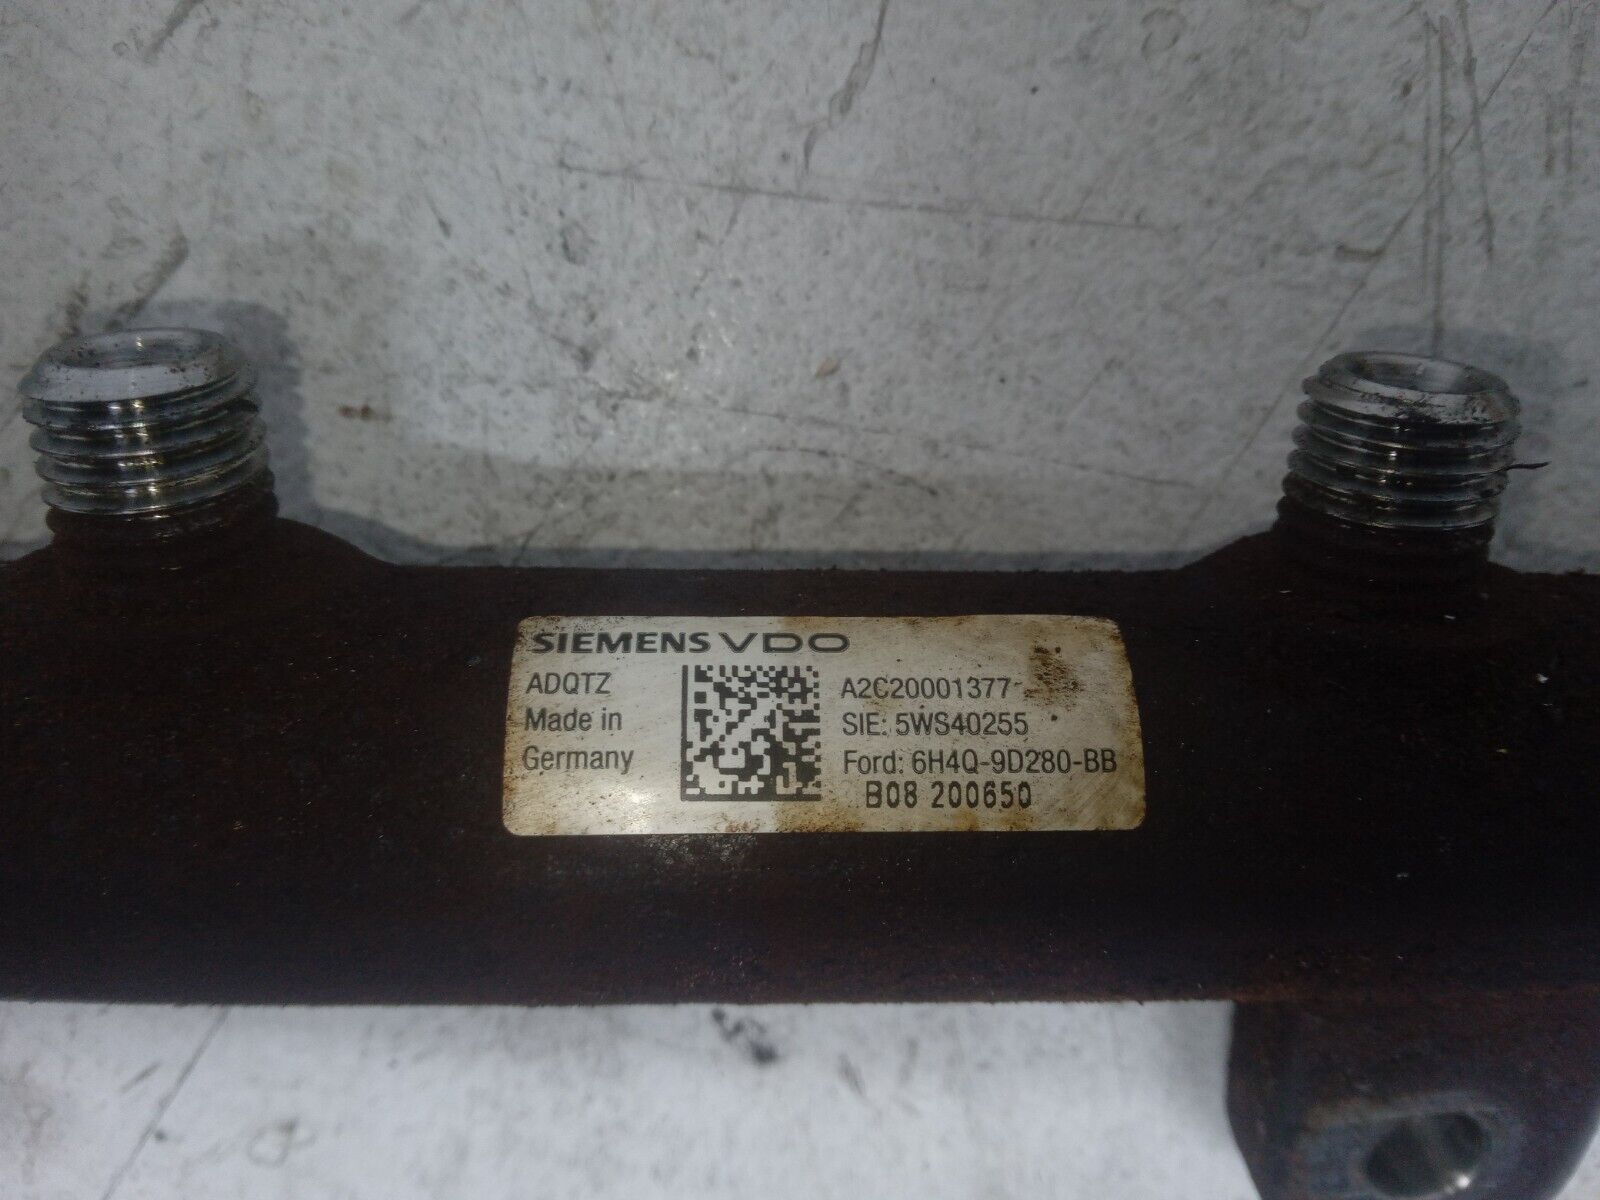 SIEMENS VDO
ADQTZ
Made in
Germany
A2C20001377
SIE: 5WS40255
Ford: 6H4Q-9D280-BB
B08 200650